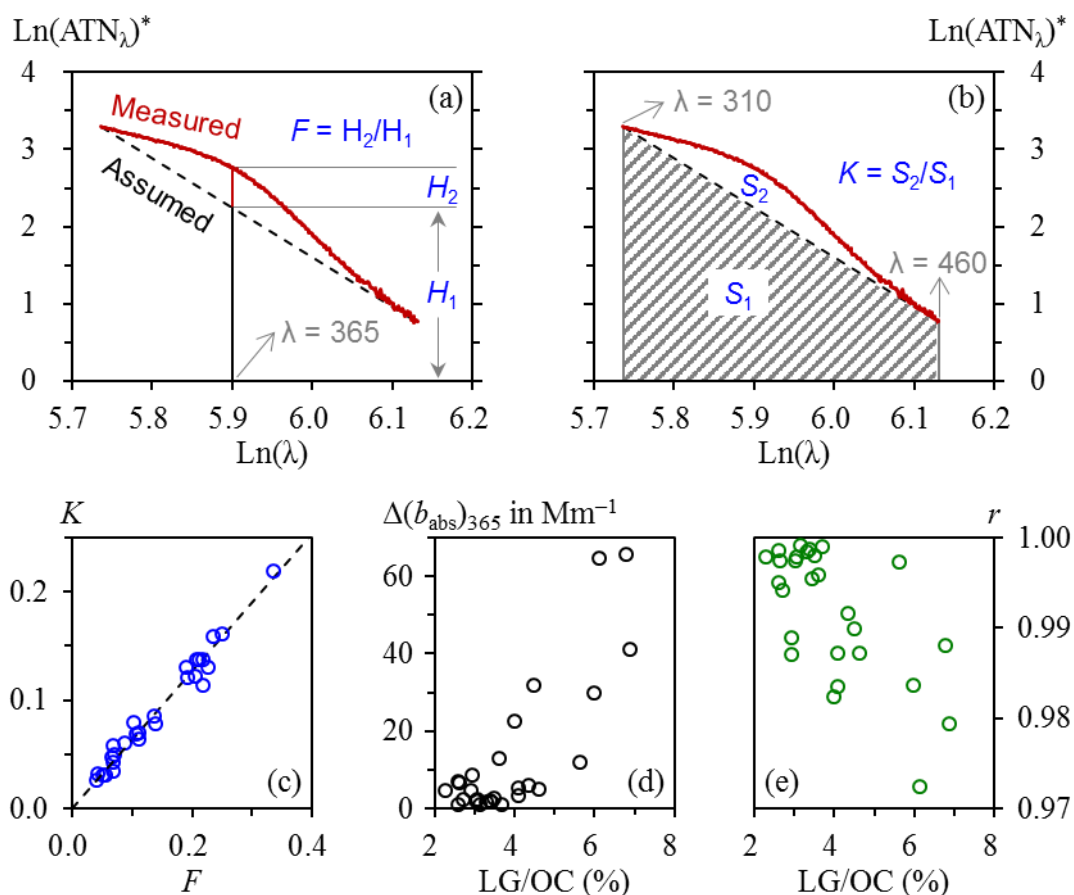 Ln(ATNλ)*
Ln(ATNλ)*
4
3
2
1
0
(a)
Measured
Assumed
F = H2/H1
H2
H1
λ = 365
5.7 5.8 5.9 6.0 6.1 6.2
Ln(λ)
4
3
2
1
0
(b)
λ = 310
S2
K = S2/S1
λ = 460
S1
5.7 5.8 5.9 6.0 6.1 6.2
Ln(λ)
K
0.2
0.1
0.0
(c)
0.0 0.2 0.4
F
Δ(babs)365 in Mm−1
60
40
20
0
(d)
2 4 6 8
LG/OC (%)
r
1.00
0.99
0.98
0.97
(e)
2 4 6 8
LG/OC (%)